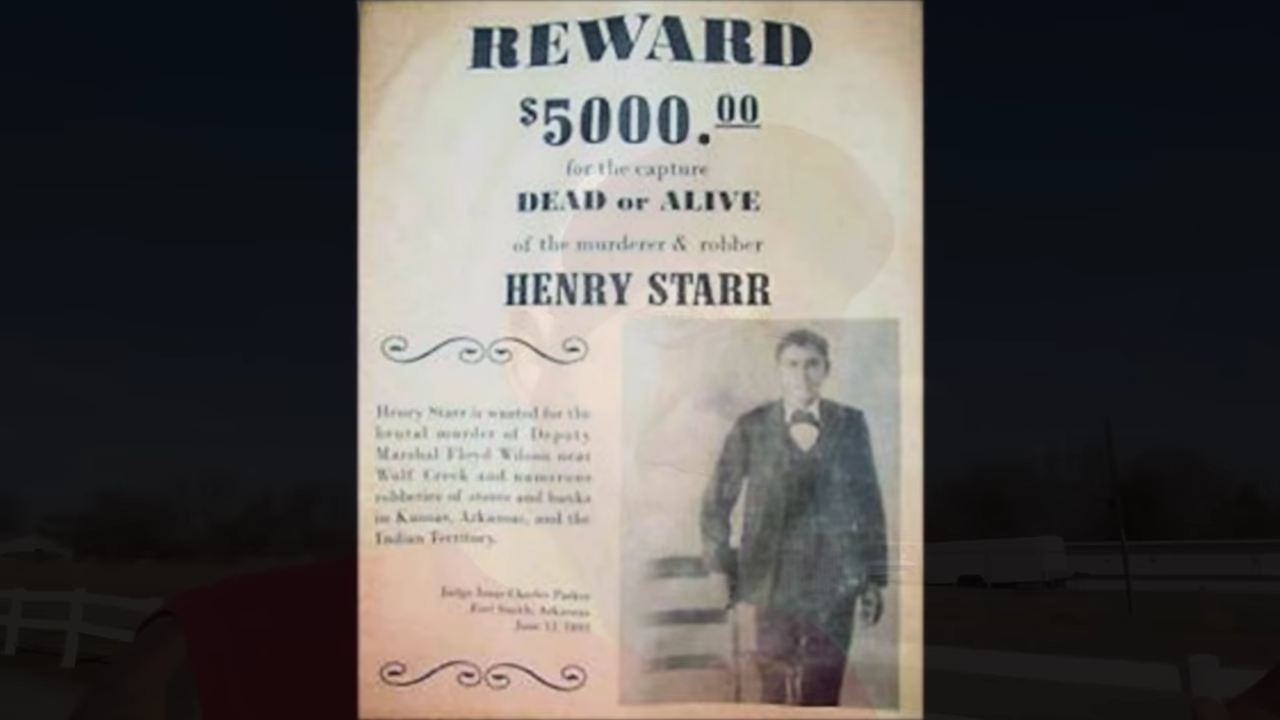 REWARD
$5000.00
for the capture
DEAD or ALIVE
of the murderer & robber
HENRY STARR
Henry Starr is wanted for the
brutal murder of Deputy
Marshal Floyd Wilson near
Wolf Creek and numerous
robberies of stores and banks
in Kansas, Arkansas, and the
Indian Territory.
Judge Isaac Charles Parker
Fort Smith, Arkansas
June 13,